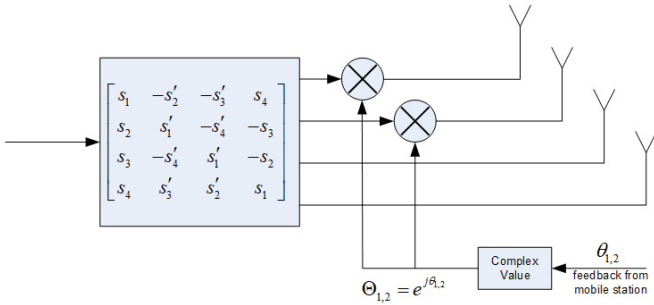 s₁ −s₂′ −s₃′ s₄
s₂ s₁′ −s₄′ −s₃
s₃ −s₄′ s₁′ −s₂
s₄ s₃′ s₂′ s₁
Θ₁,₂ = e^{jθ₁,₂}
Complex
Value
θ₁,₂
feedback from
mobile station